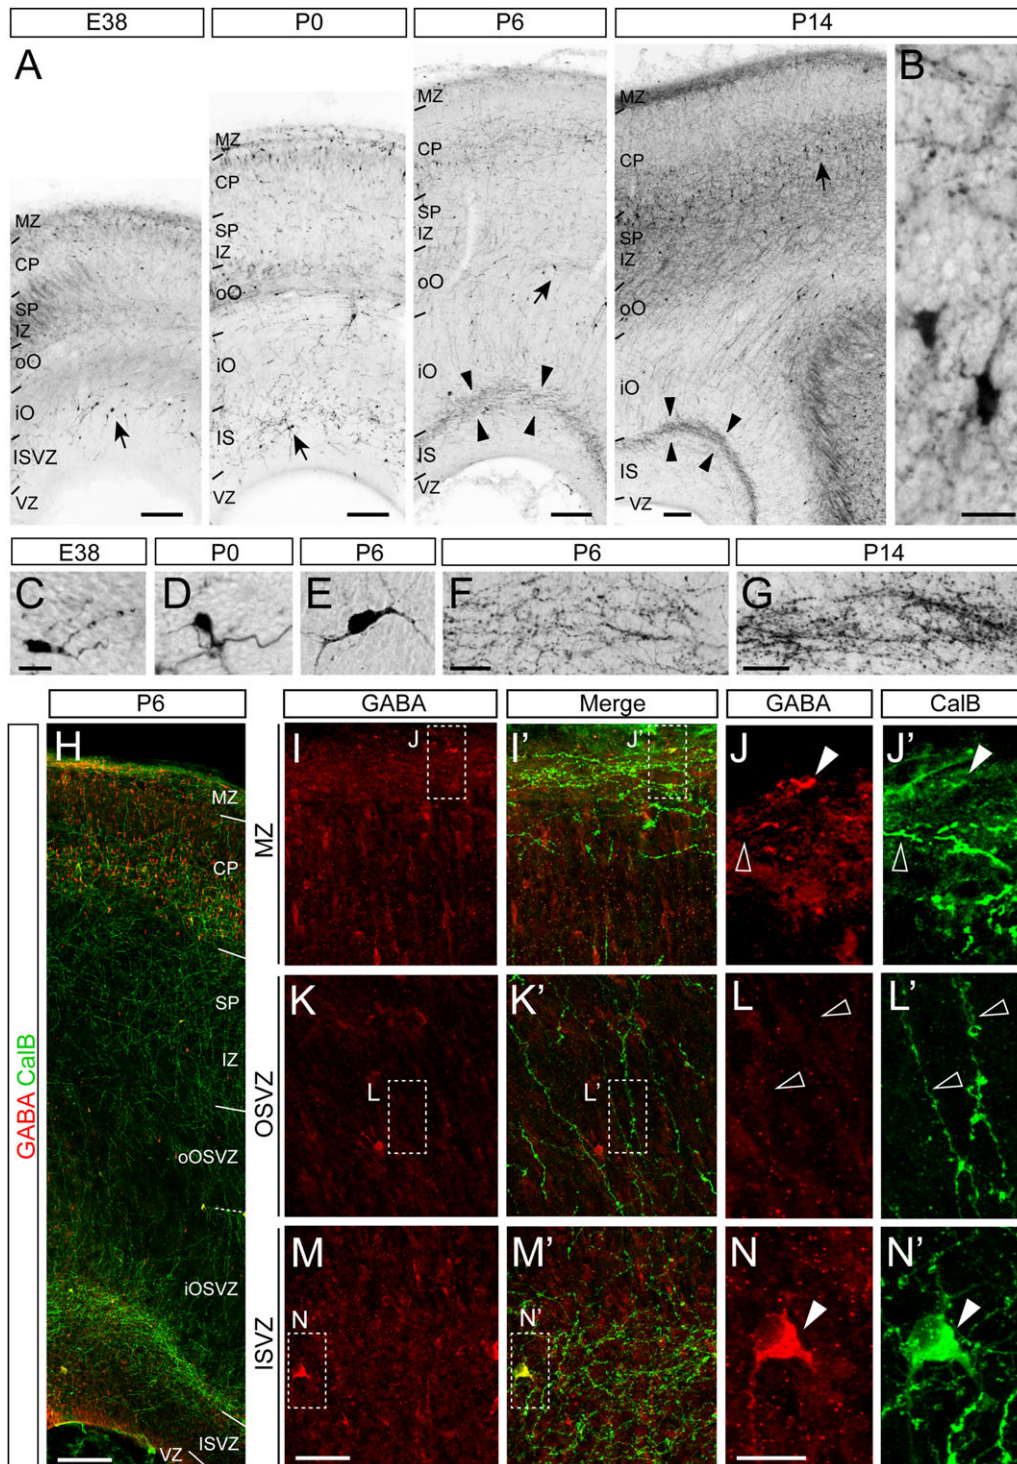 E38 P0 P6 P14
A B
MZ
CP
SP
IZ
oO
iO
ISVZ
VZ
MZ
CP
SP
IZ
oO
iO
IS
VZ
MZ
CP
SP
IZ
oO
iO
IS
VZ
MZ
CP
SP
IZ
oO
iO
IS
VZ
E38 P0 P6 P6 P14
C D E F G
P6 GABA Merge GABA CalB
GABA CalB
H
MZ
CP
SP
IZ
oOSVZ
iOSVZ
ISVZ
VZ
MZ
I J I' J' J J'
OSVZ
K L K' L' L L'
ISVZ
M N M' N' N N'